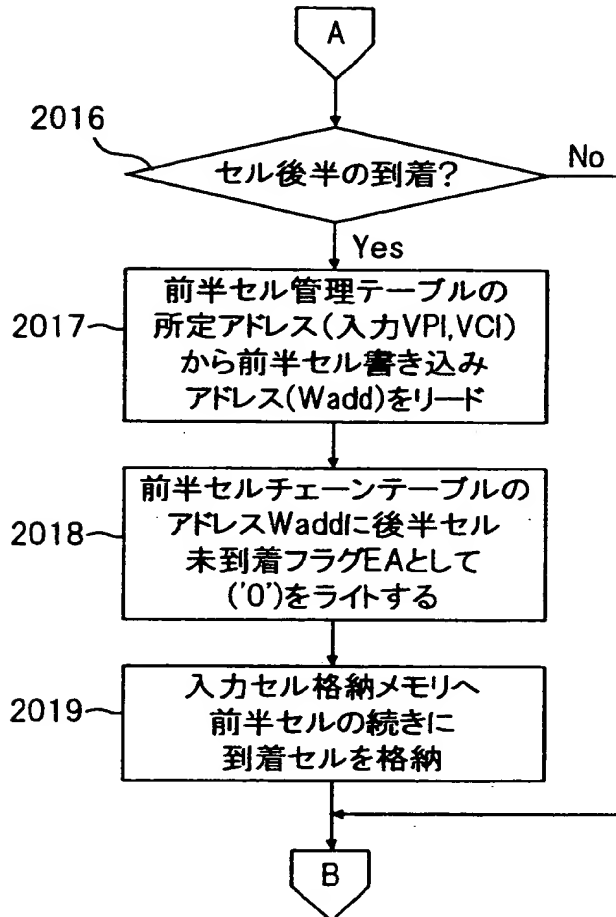 A
2016
セル後半の到着?
No
Yes
2017
前半セル管理テーブルの
所定アドレス(入力VPI,VCI)
から前半セル書き込み
アドレス(Wadd)をリード
2018
前半セルチェーンテーブルの
アドレスWaddに後半セル
未到着フラグEAとして
('0')をライトする
2019
入力セル格納メモリへ
前半セルの続きに
到着セルを格納
B